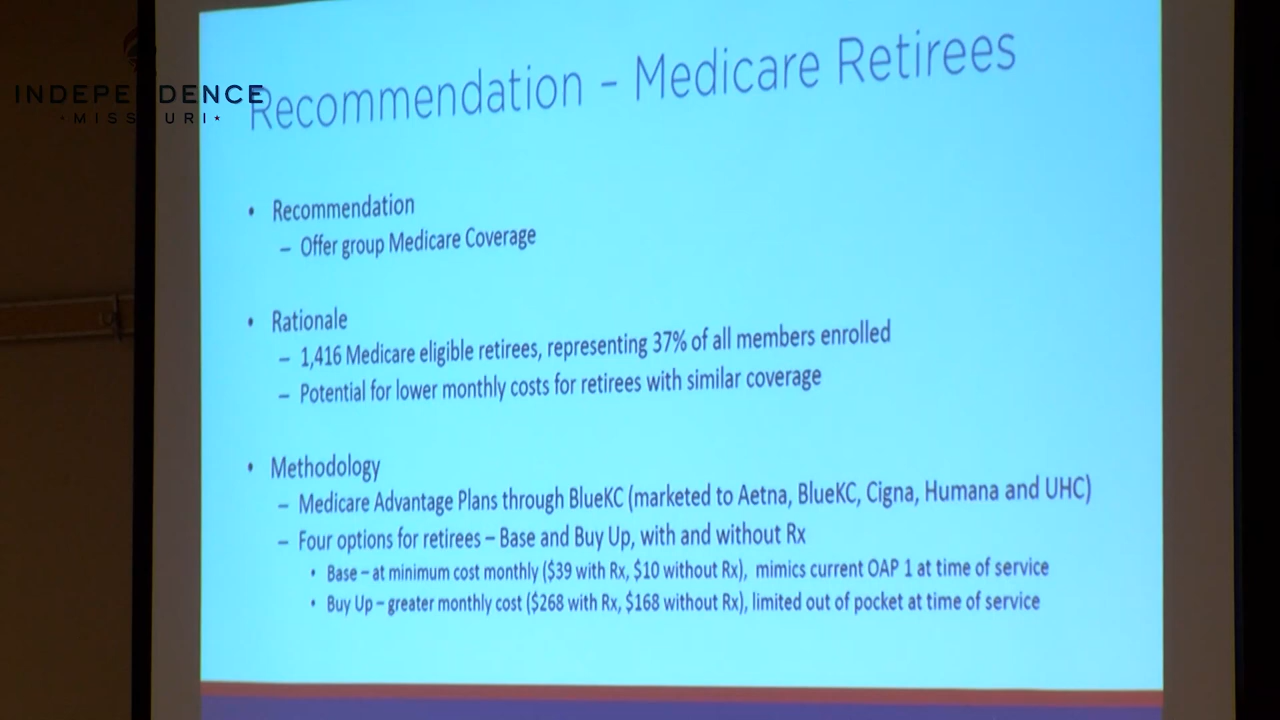 INDEPENDENCE
MISSOURI
Recommendation – Medicare Retirees
• Recommendation
– Offer group Medicare Coverage
• Rationale
– 1,416 Medicare eligible retirees, representing 37% of all members enrolled
– Potential for lower monthly costs for retirees with similar coverage
• Methodology
– Medicare Advantage Plans through BlueKC (marketed to Aetna, BlueKC, Cigna, Humana and UHC)
– Four options for retirees – Base and Buy Up, with and without Rx
• Base – at minimum cost monthly ($39 with Rx, $10 without Rx), mimics current OAP 1 at time of service
• Buy Up – greater monthly cost ($268 with Rx, $168 without Rx), limited out of pocket at time of service